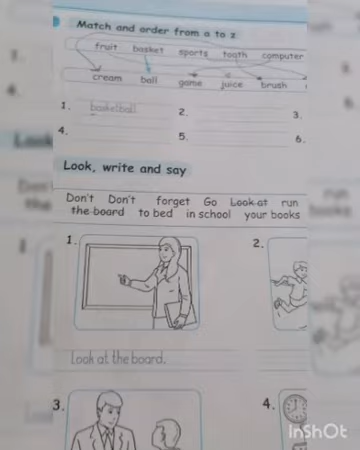 Match and order from a to z
fruit basket sports tooth computer
cream ball game juice brush
1. basketball 2. 3.
4. 5. 6.
Look, write and say
Don't Don't forget Go Look at run
the board to bed in school your books
1. 2.
Look at the board.
3. 4.
InShOt